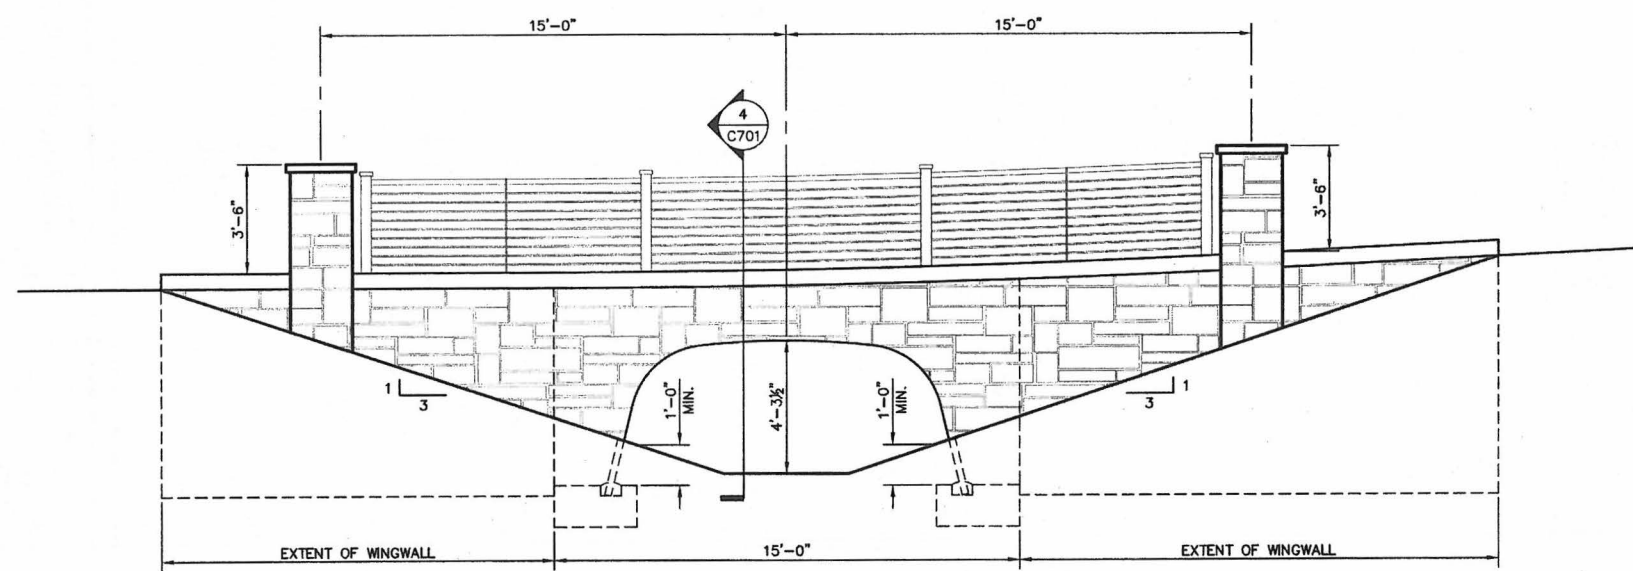 15'-0" 15'-0"
4
C701
3'-6"
3'-6"
1
3
1'-0"
MIN.
4'-3½"
1'-0"
MIN.
1
3
EXTENT OF WINGWALL 15'-0" EXTENT OF WINGWALL